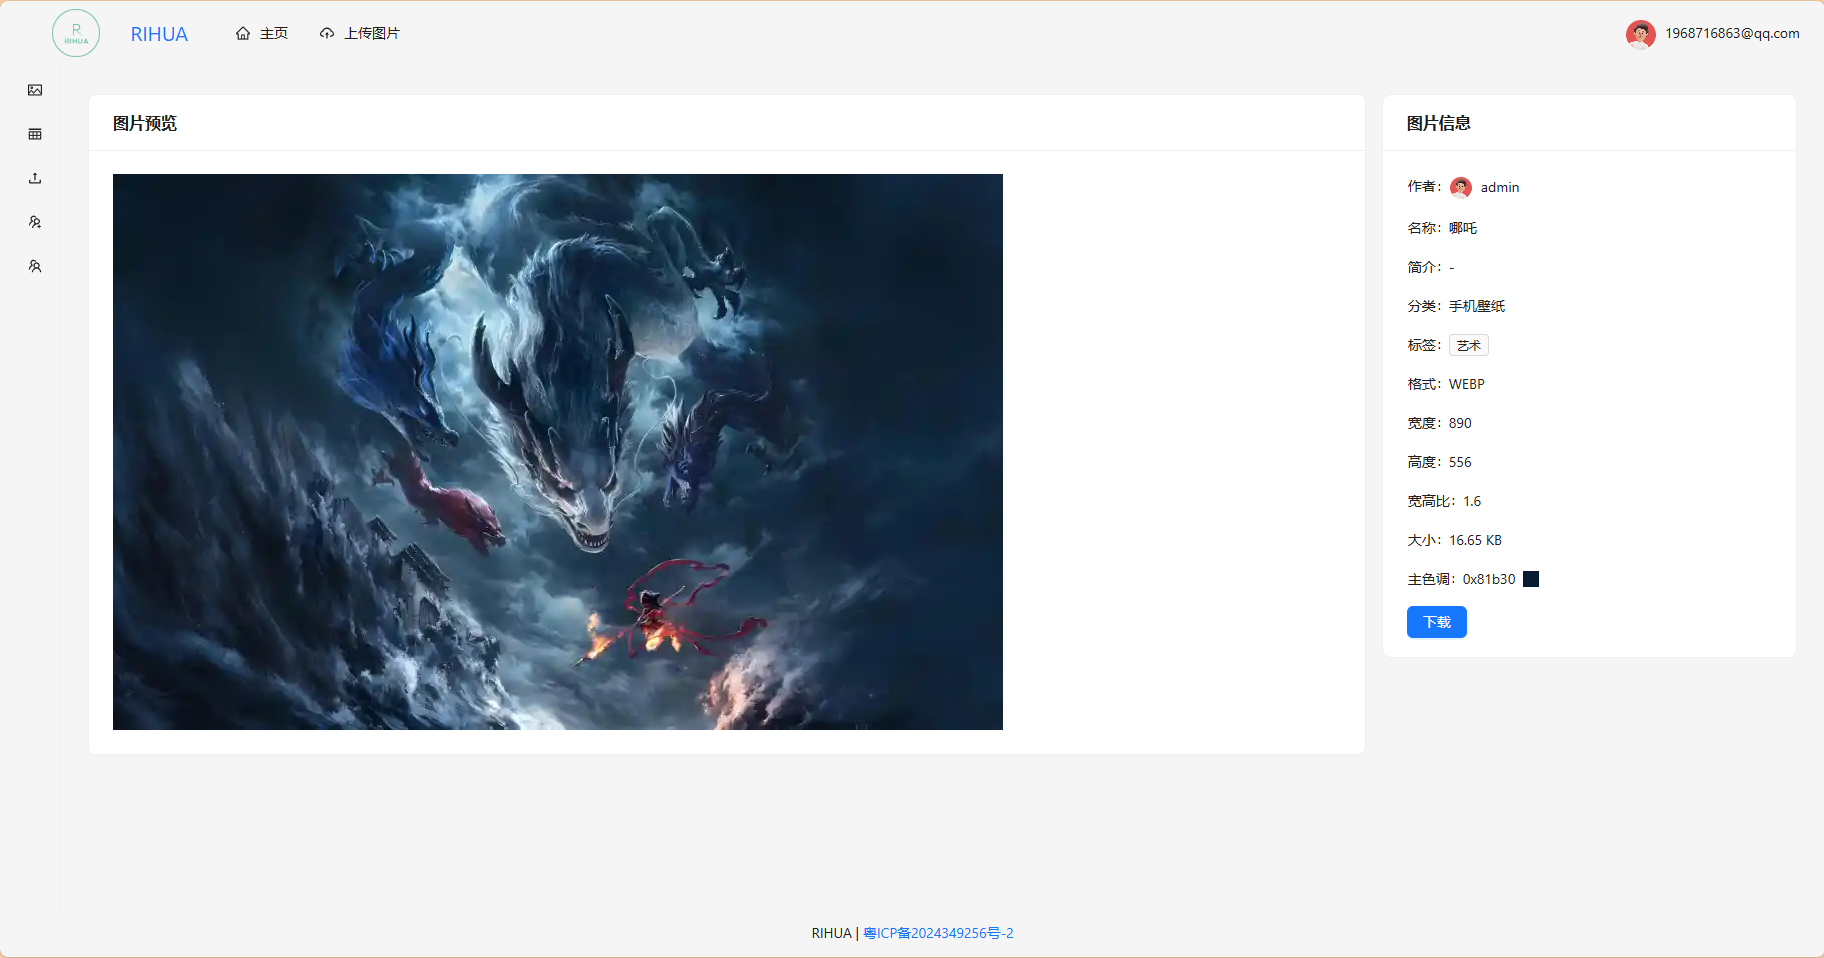 R
RIHUA
RIHUA
主页
上传图片
1968716863@qq.com
图片预览
图片信息
作者： admin
名称：哪吒
简介：-
分类：手机壁纸
标签：艺术
格式：WEBP
宽度：890
高度：556
宽高比：1.6
大小：16.65 KB
主色调：0x81b30
下载
RIHUA | 粤ICP备2024349256号-2